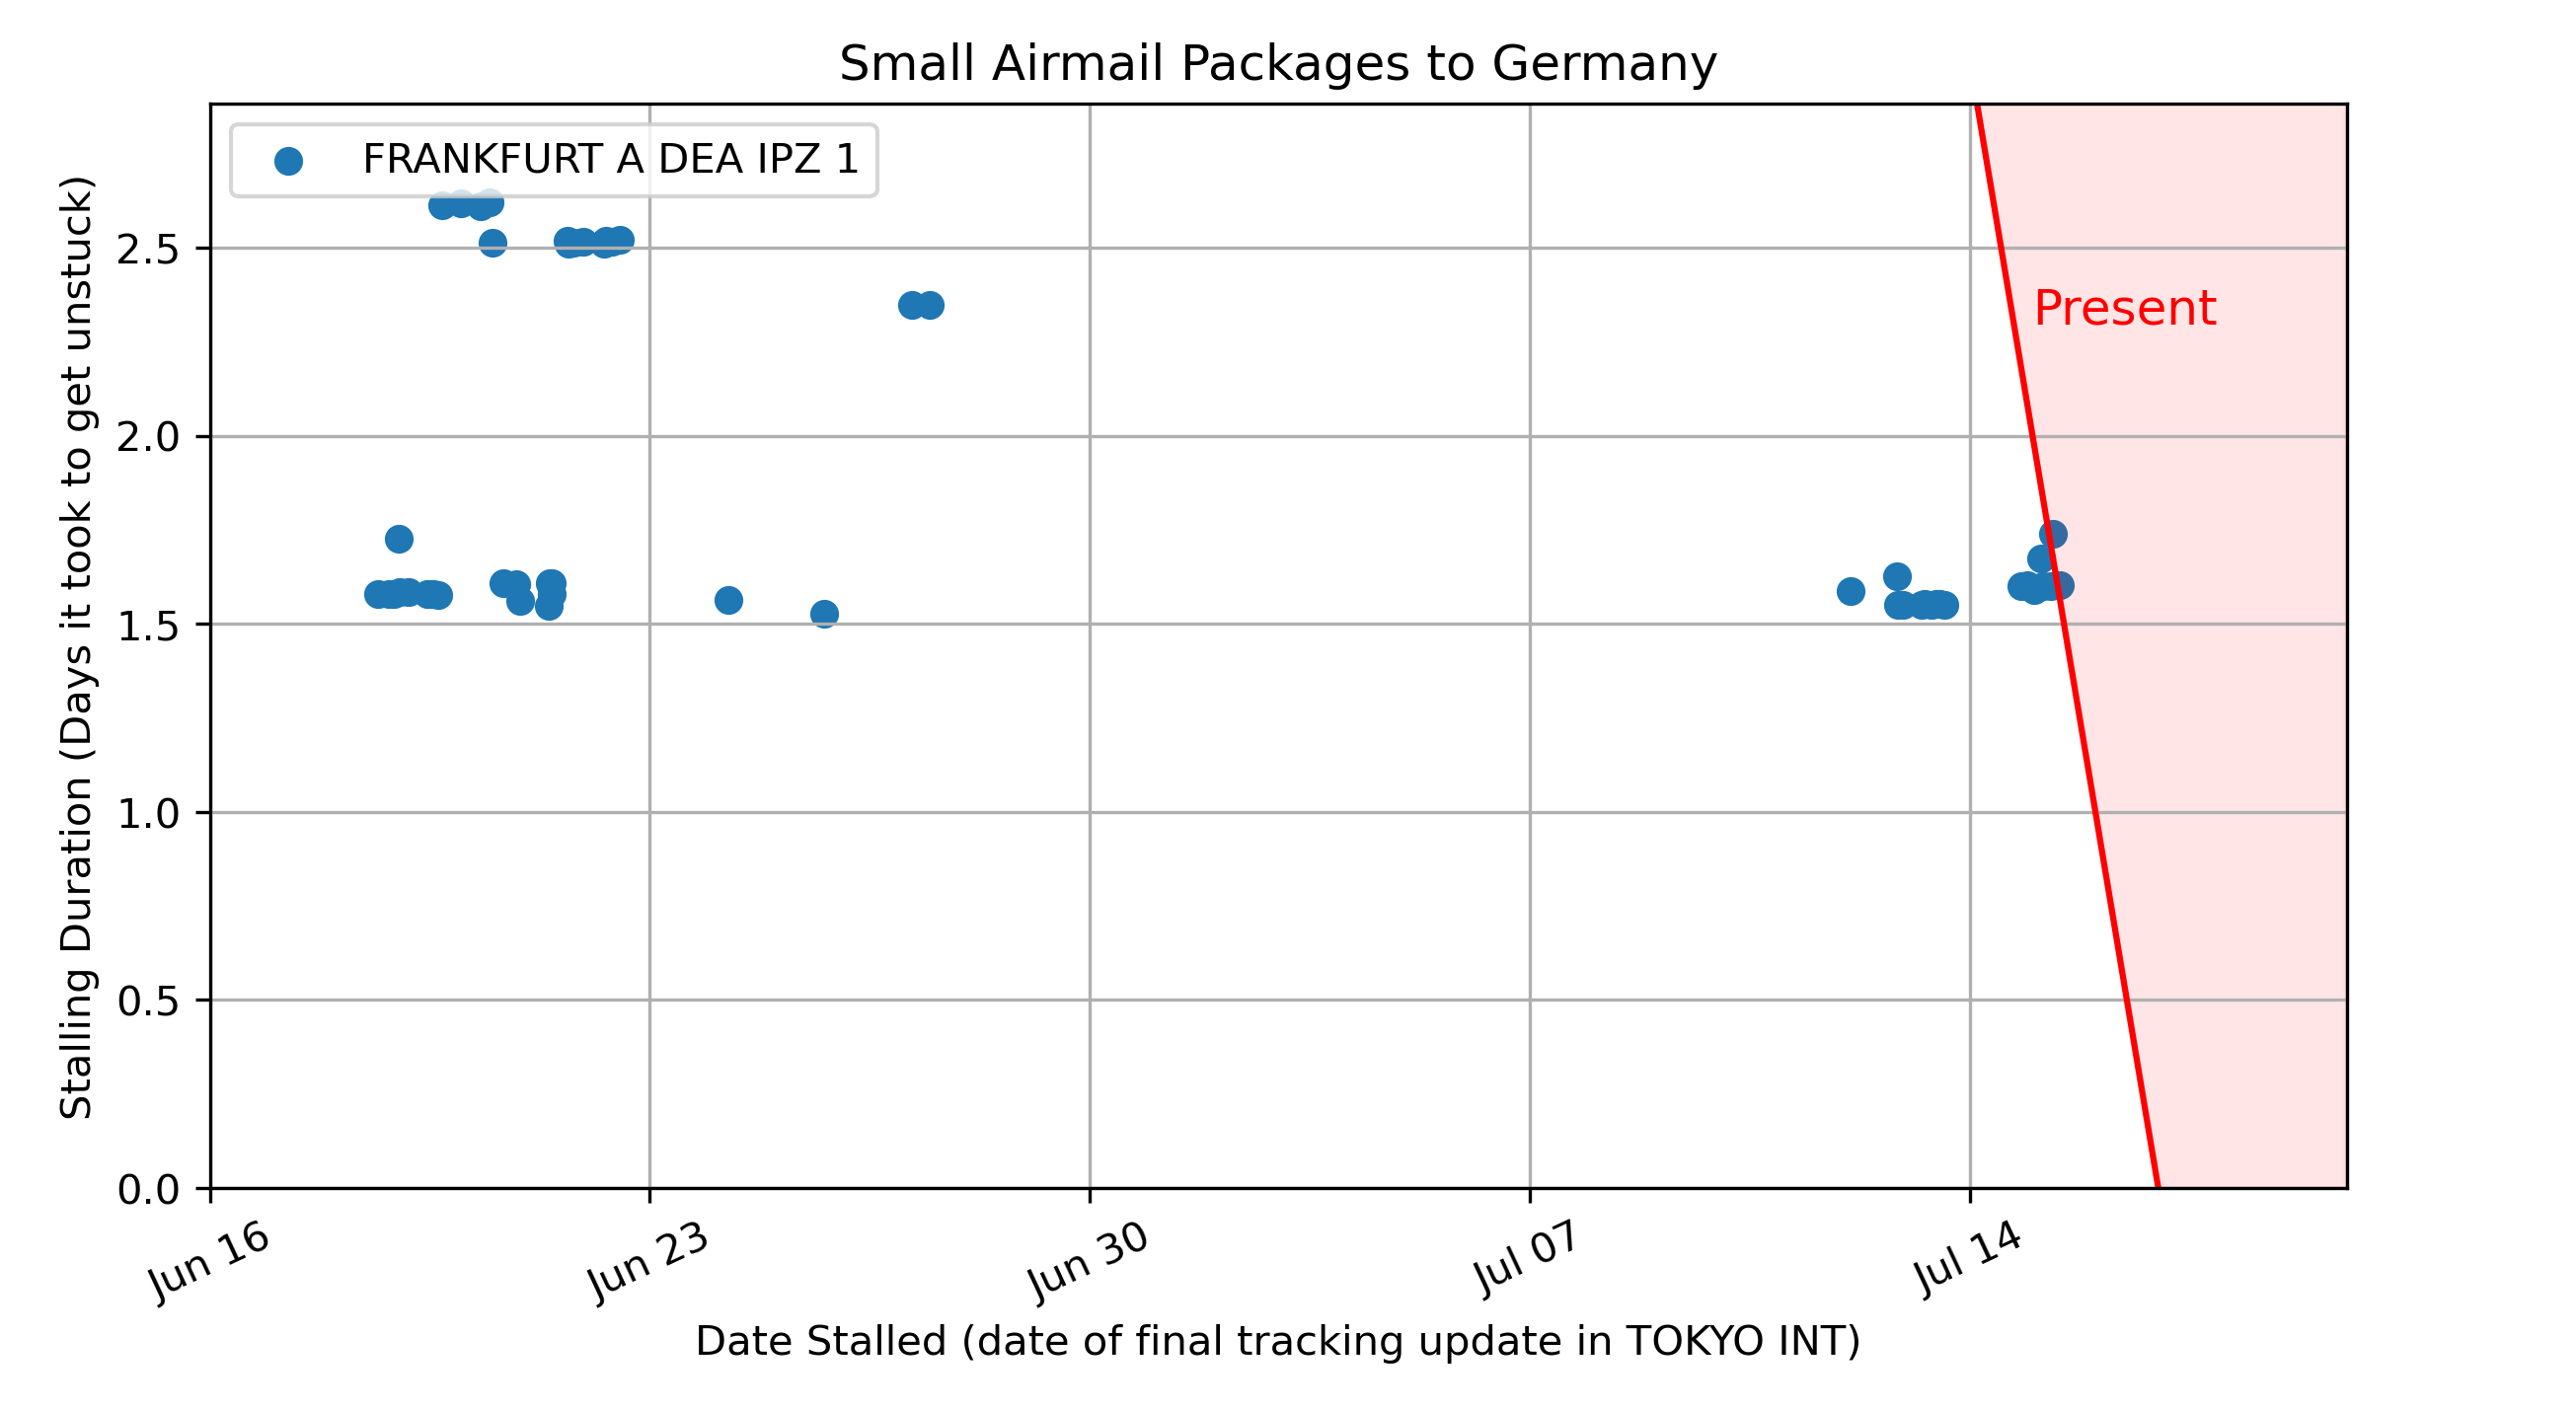 Small Airmail Packages to Germany
FRANKFURT A DEA IPZ 1
Present
Stalling Duration (Days it took to get unstuck)
2.5
2.0
1.5
1.0
0.5
0.0
Jun 16
Jun 23
Jun 30
Jul 07
Jul 14
Date Stalled (date of final tracking update in TOKYO INT)